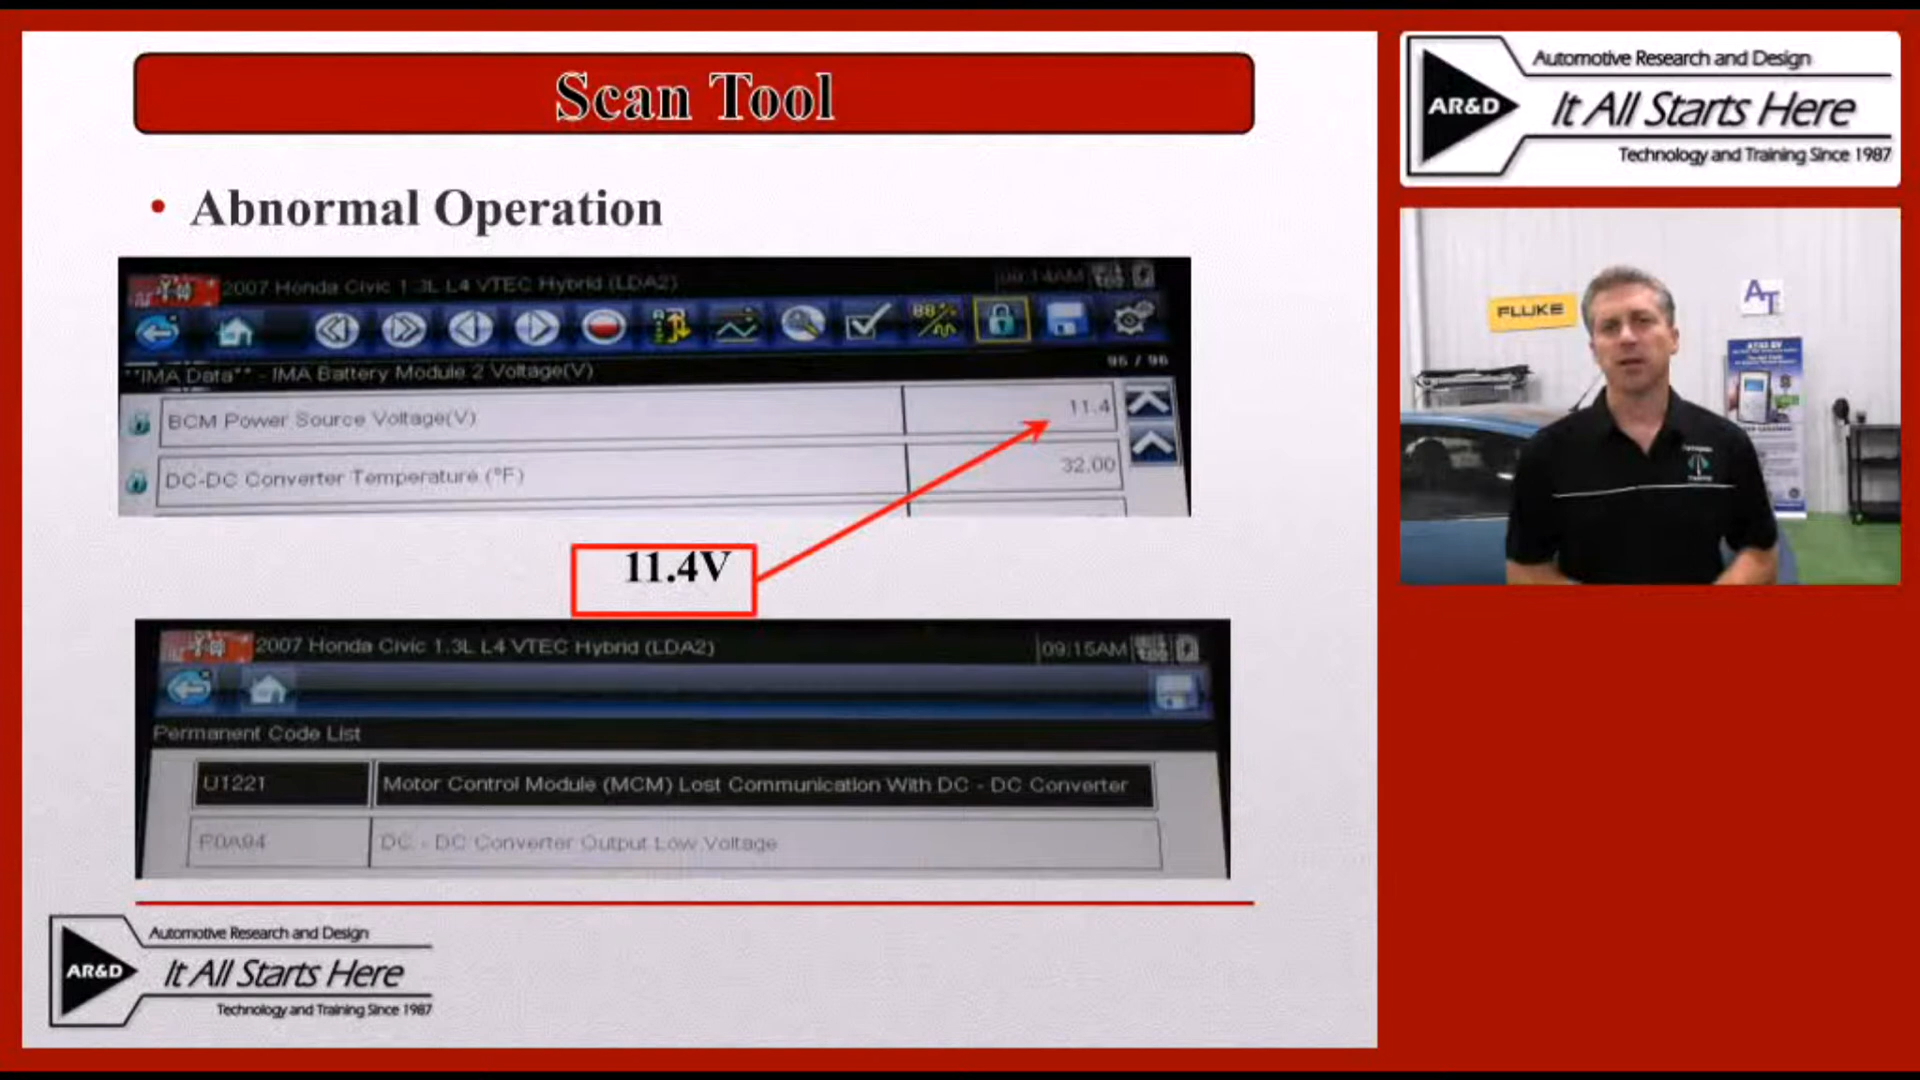 Scan Tool
• Abnormal Operation
2007 Honda Civic 1.3L L4 VTEC Hybrid (LDA2) 09:14AM
**IMA Data** - IMA Battery Module 2 Voltage(V) 96 / 96
BCM Power Source Voltage(V) 11.4
DC-DC Converter Temperature (°F) 32.00
11.4V
2007 Honda Civic 1.3L L4 VTEC Hybrid (LDA2) 09:15AM
Permanent Code List
U1221 Motor Control Module (MCM) Lost Communication With DC - DC Converter
P0A94 DC - DC Converter Output Low Voltage
Automotive Research and Design
AR&D It All Starts Here
Technology and Training Since 1987
Automotive Research and Design
AR&D It All Starts Here
Technology and Training Since 1987
FLUKE
AT